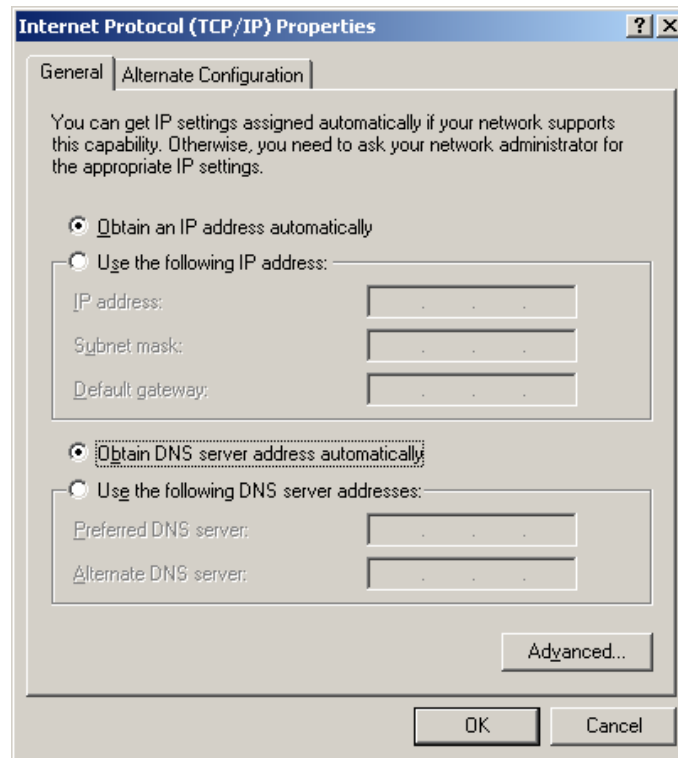 Internet Protocol (TCP/IP) Properties
General
Alternate Configuration
You can get IP settings assigned automatically if your network supports
this capability. Otherwise, you need to ask your network administrator for
the appropriate IP settings.
Obtain an IP address automatically
Use the following IP address:
IP address:
Subnet mask:
Default gateway:
Obtain DNS server address automatically
Use the following DNS server addresses:
Preferred DNS server:
Alternate DNS server:
Advanced...
OK
Cancel